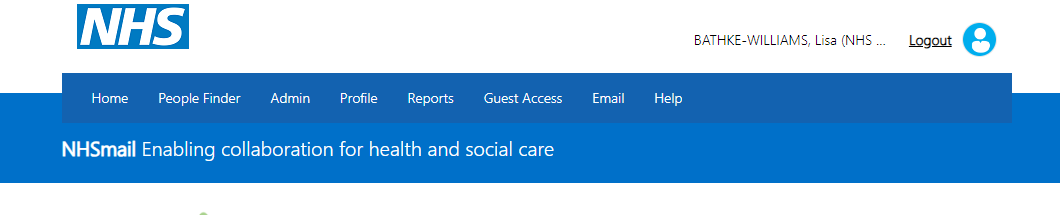 NHS
BATHKE-WILLIAMS, Lisa (NHS ... Logout
Home People Finder Admin Profile Reports Guest Access Email Help
NHSmail Enabling collaboration for health and social care